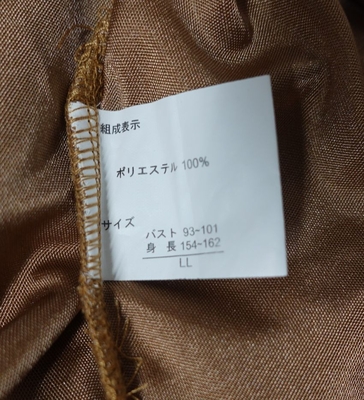 組成表示
ポリエステル 100%
サイズ
バスト 93~101
身長 154~162
LL